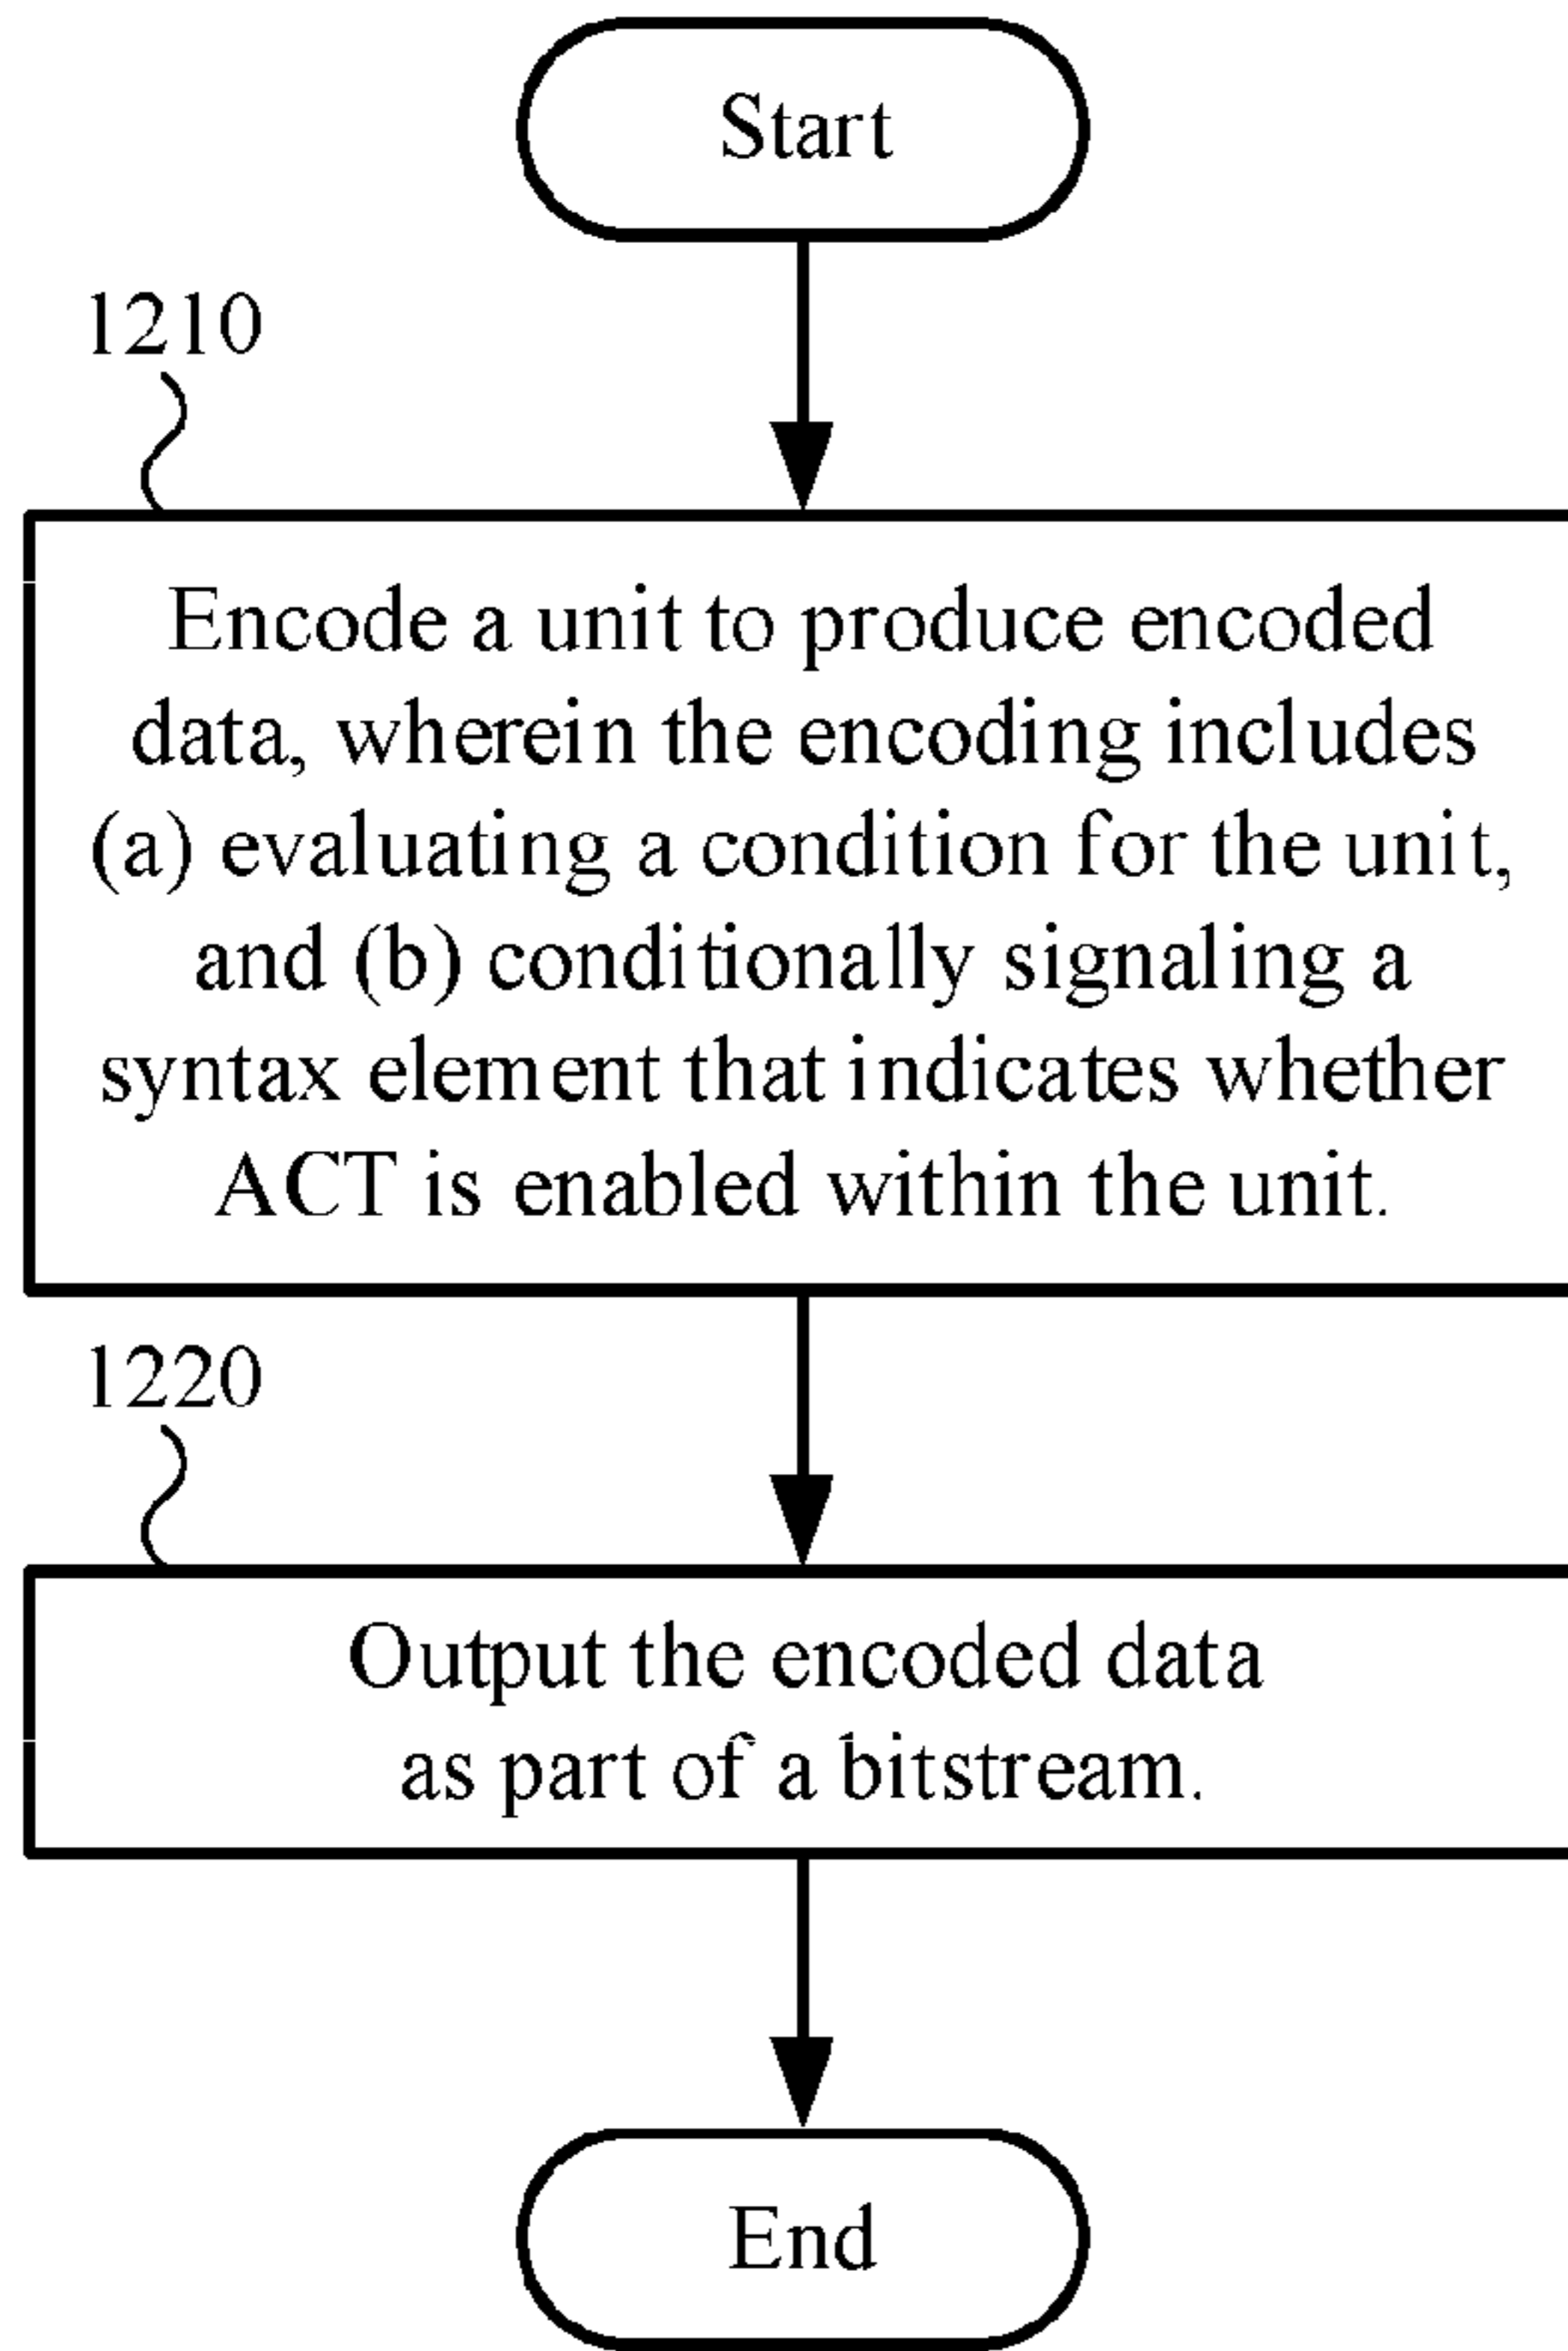 Start
1210
Encode a unit to produce encoded
data, wherein the encoding includes
(a) evaluating a condition for the unit,
and (b) conditionally signaling a
syntax element that indicates whether
ACT is enabled within the unit.
1220
Output the encoded data
as part of a bitstream.
End